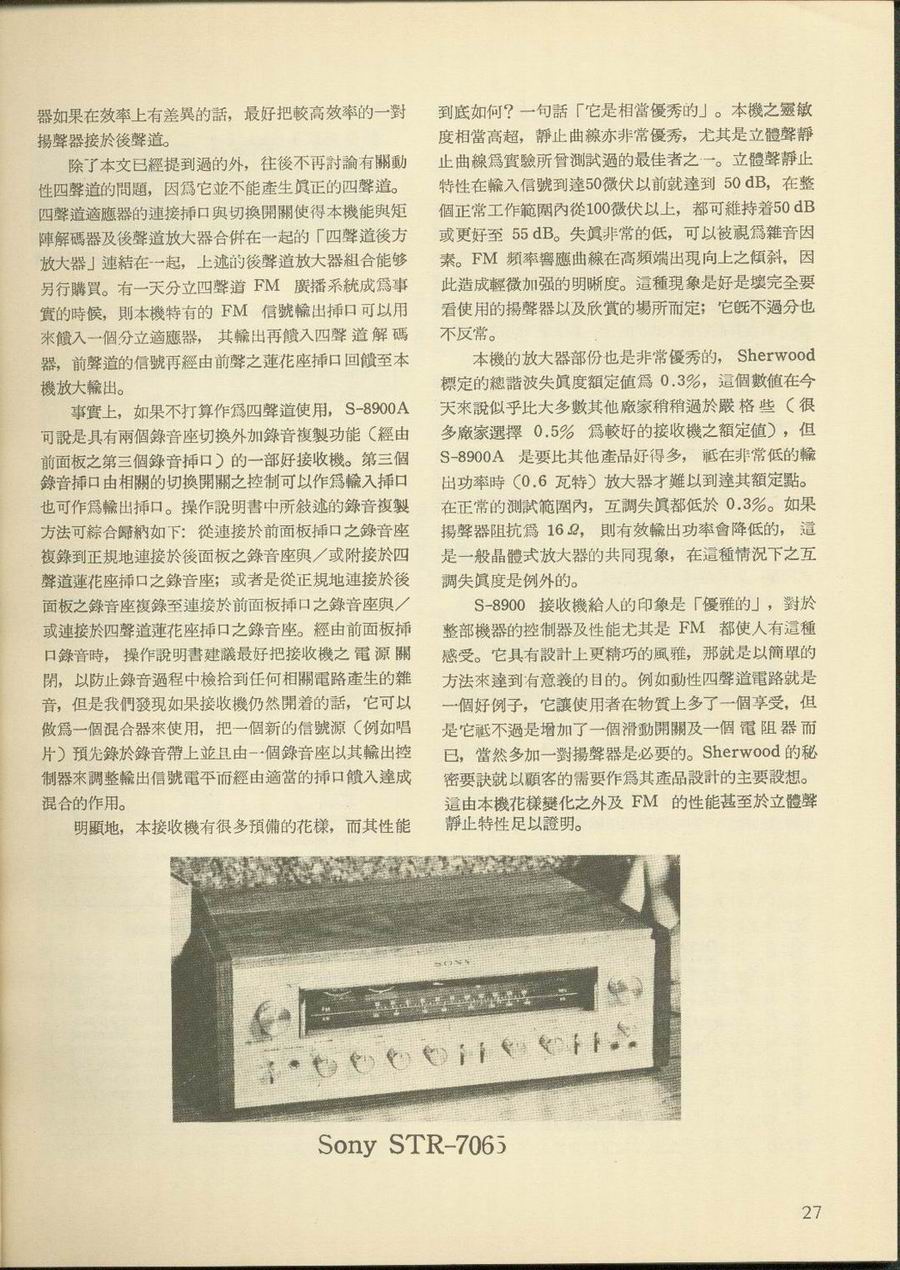 器如果在效率上有差異的話，最好把較高效率的一對
揚聲器接於後聲道。
除了本文已經提到過的外，往後不再討論有關動
性四聲道的問題，因爲它並不能產生眞正的四聲道。
四聲道適應器的連接揷口與切換開關使得本機能與矩
陣解碼器及後聲道放大器合倂在一起的「四聲道後方
放大器」連結在一起，上述的後聲道放大器組合能够
另行購買。有一天分立四聲道 FM 廣播系統成爲事
實的時候，則本機特有的 FM 信號輸出揷口可以用
來饋入一個分立適應器，其輸出再饋入四聲道解碼
器，前聲道的信號再經由前聲之蓮花座揷口回饋至本
機放大輸出。
事實上，如果不打算作爲四聲道使用，S-8900A
可說是具有兩個錄音座切換外加錄音複製功能（經由
前面板之第三個錄音揷口）的一部好接收機。第三個
錄音揷口由相關的切換開關之控制可以作爲輸入揷口
也可作爲輸出揷口。操作說明書中所敍述的錄音複製
方法可綜合歸納如下：從連接於前面板揷口之錄音座
複錄到正規地連接於後面板之錄音座與／或附接於四
聲道蓮花座揷口之錄音座；或者是從正規地連接於後
面板之錄音座複錄至連接於前面板揷口之錄音座與／
或連接於四聲道蓮花座揷口之錄音座。經由前面板揷
口錄音時，操作說明書建議最好把接收機之電源關
閉，以防止錄音過程中檢拾到任何相關電路產生的雜
音，但是我們發現如果接收機仍然開着的話，它可以
做爲一個混合器來使用，把一個新的信號源（例如唱
片）預先錄於錄音帶上並且由一個錄音座以其輸出控
制器來調整輸出信號電平而經由適當的揷口饋入達成
混合的作用。
明顯地，本接收機有很多預備的花樣，而其性能
到底如何？一句話「它是相當優秀的」。本機之靈敏
度相當高超，靜止曲線亦非常優秀，尤其是立體聲靜
止曲線爲實驗所曾測試過的最佳者之一。立體聲靜止
特性在輸入信號到達50微伏以前就達到 50 dB，在整
個正常工作範圍內從100微伏以上，都可維持着50 dB
或更好至 55 dB。失眞非常的低，可以被視爲雜音因
素。FM 頻率響應曲線在高頻端出現向上之傾斜，因
此造成輕微加强的明晰度。這種現象是好是壞完全要
看使用的揚聲器以及欣賞的場所而定；它旣不過分也
不反常。
本機的放大器部份也是非常優秀的，Sherwood
標定的總諧波失眞度額定值爲 0.3%，這個數値在今
天來說似乎比大多數其他廠家稍稍過於嚴格些（很
多廠家選擇 0.5% 爲較好的接收機之額定値），但
S-8900A 是要比其他產品好得多，祗在非常低的輸
出功率時（0.6 瓦特）放大器才難以到達其額定點。
在正常的測試範圍內，互調失眞都低於 0.3%。如果
揚聲器阻抗爲 16Ω，則有效輸出功率會降低的，這
是一般晶體式放大器的共同現象，在這種情況下之互
調失眞度是例外的。
S-8900 接收機給人的印象是「優雅的」，對於
整部機器的控制器及性能尤其是 FM 都使人有這種
感受。它具有設計上更精巧的風雅，那就是以簡單的
方法來達到有意義的目的。例如動性四聲道電路就是
一個好例子，它讓使用者在物質上多了一個享受，但
是它祗不過是增加了一個滑動開關及一個電阻器而
已，當然多加一對揚聲器是必要的。Sherwood 的秘
密要訣就以顧客的需要作爲其產品設計的主要設想。
這由本機花樣變化之外及 FM 的性能甚至於立體聲
靜止特性足以證明。
SONY
Sony STR-7065
27